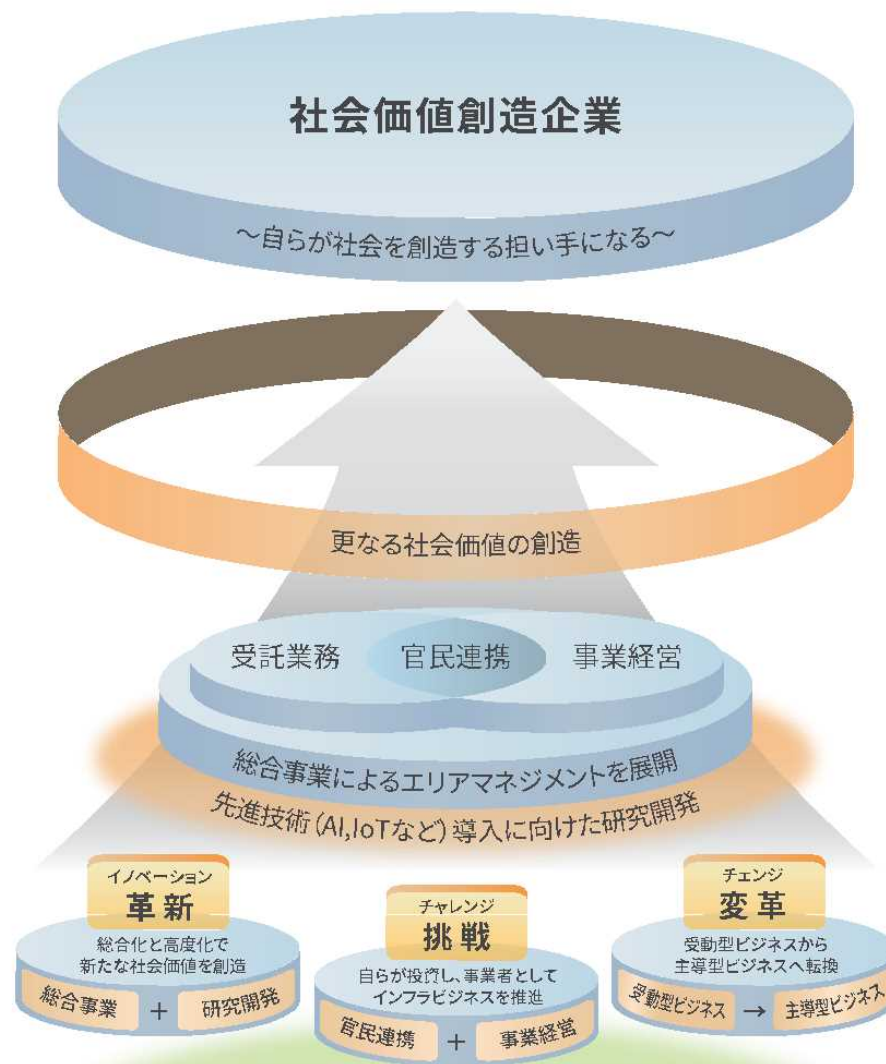 社会価値創造企業
〜自らが社会を創造する担い手になる〜
更なる社会価値の創造
受託業務
官民連携
事業経営
総合事業によるエリアマネジメントを展開
先進技術（AI,IoTなど）導入に向けた研究開発
イノベーション
革新
総合化と高度化で
新たな社会価値を創造
総合事業 + 研究開発
チャレンジ
挑戦
自らが投資し、事業者として
インフラビジネスを推進
官民連携 + 事業経営
チェンジ
変革
受動型ビジネスから
主導型ビジネスへ転換
受動型ビジネス → 主導型ビジネス